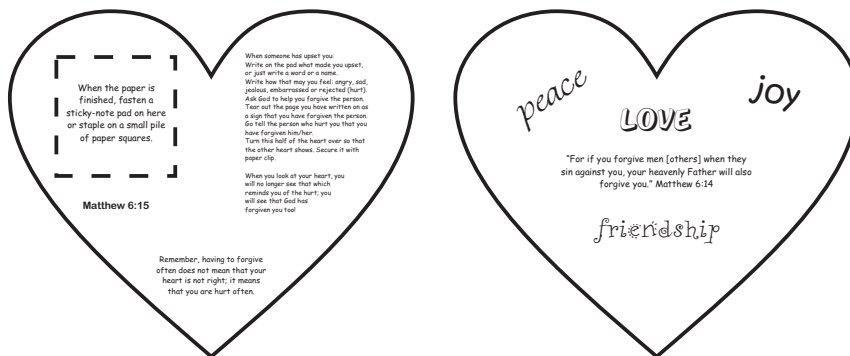 When the paper is
finished, fasten a
sticky-note pad on here
or staple on a small pile
of paper squares.
Matthew 6:15
When someone has upset you:
Write on the pad what made you upset,
or just write a word or a name.
Write how that may you feel: angry, sad,
jealous, embarrassed or rejected (hurt).
Ask God to help you forgive the person.
Tear out the page you have written on as
a sign that you have forgiven the person.
Go tell the person who hurt you that you
have forgiven him/her.
Turn this half of the heart over so that
the other heart shows. Secure it with
paper clip.
When you look at your heart, you
will no longer see that which
reminds you of the hurt; you
will see that God has
forgiven you too!
Remember, having to forgive
often does not mean that your
heart is not right; it means
that you are hurt often.
peace
LOVE
joy
"For if you forgive men [others] when they
sin against you, your heavenly Father will also
forgive you." Matthew 6:14
friendship